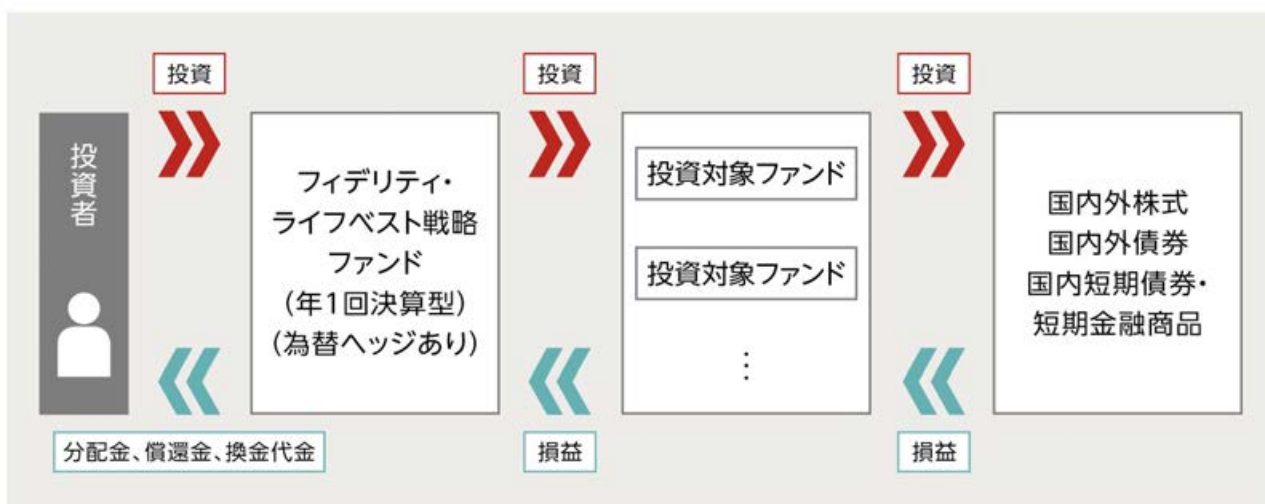 投資
投資
投資
投資者
フィデリティ・
ライフベスト戦略
ファンド
(年1回決算型)
(為替ヘッジあり)
投資対象ファンド
投資対象ファンド
⋮
国内外株式
国内外債券
国内短期債券・
短期金融商品
分配金、償還金、換金代金
損益
損益